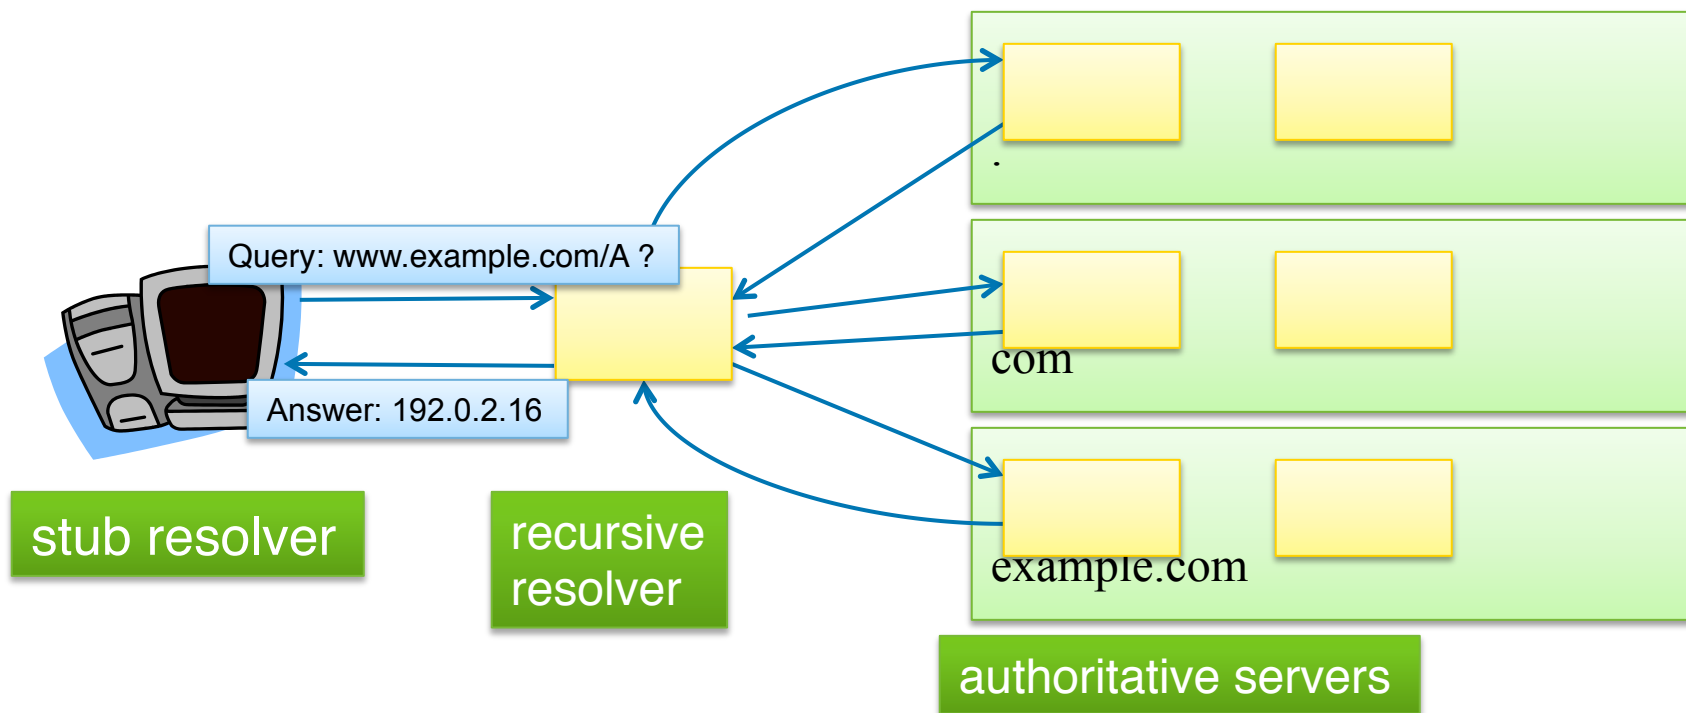 .
Query: www.example.com/A ?
com
Answer: 192.0.2.16
stub resolver
recursive
resolver
example.com
authoritative servers